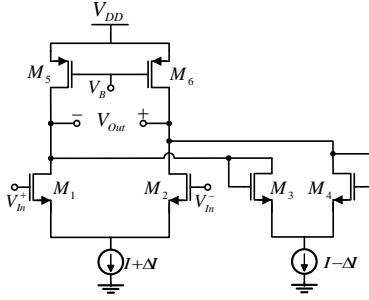 V_DD
M_5
M_6
V_B
− V_Out +
M_1
M_2
M_3
M_4
V_In^+
V_In^-
I+ΔI
I−ΔI